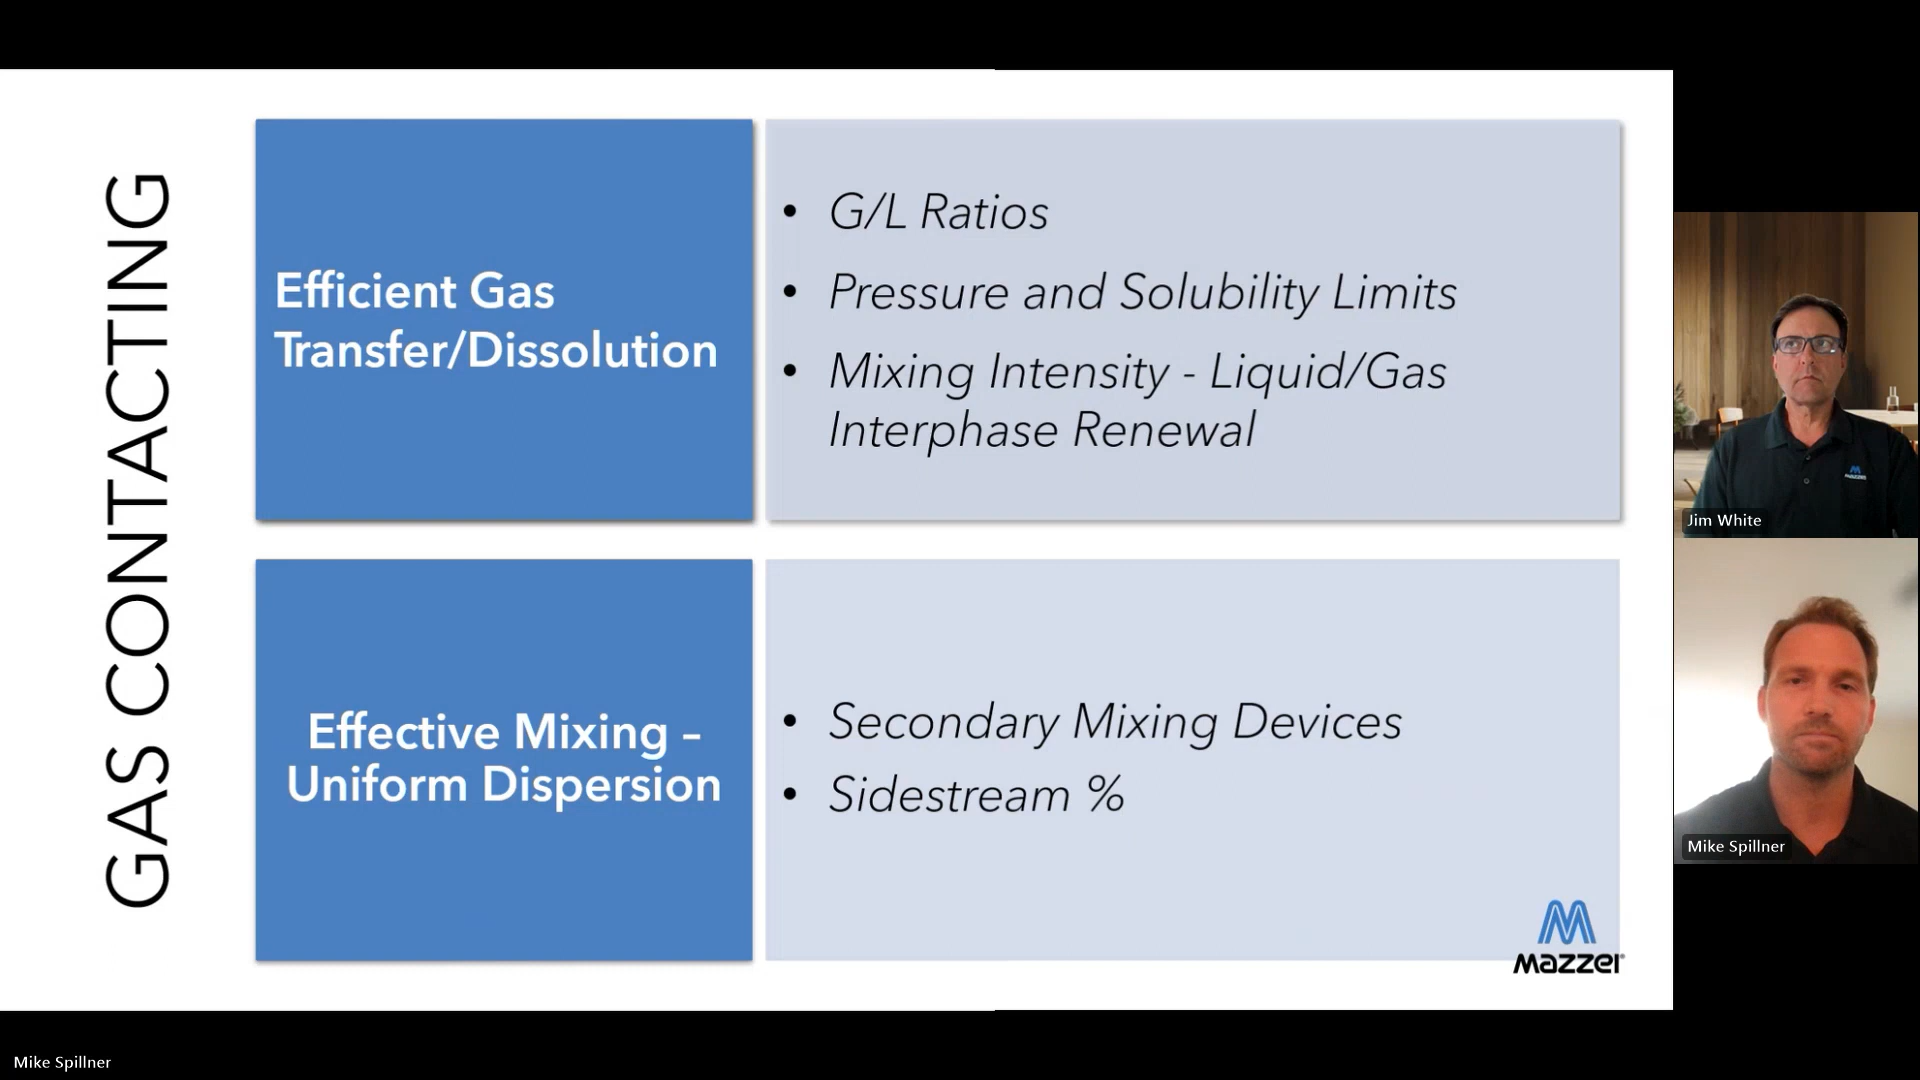 GAS CONTACTING
Efficient Gas
Transfer/Dissolution
• G/L Ratios
• Pressure and Solubility Limits
• Mixing Intensity - Liquid/Gas
Interphase Renewal
Effective Mixing –
Uniform Dispersion
• Secondary Mixing Devices
• Sidestream %
mazzei®
Jim White
mazzei
Mike Spillner
Mike Spillner